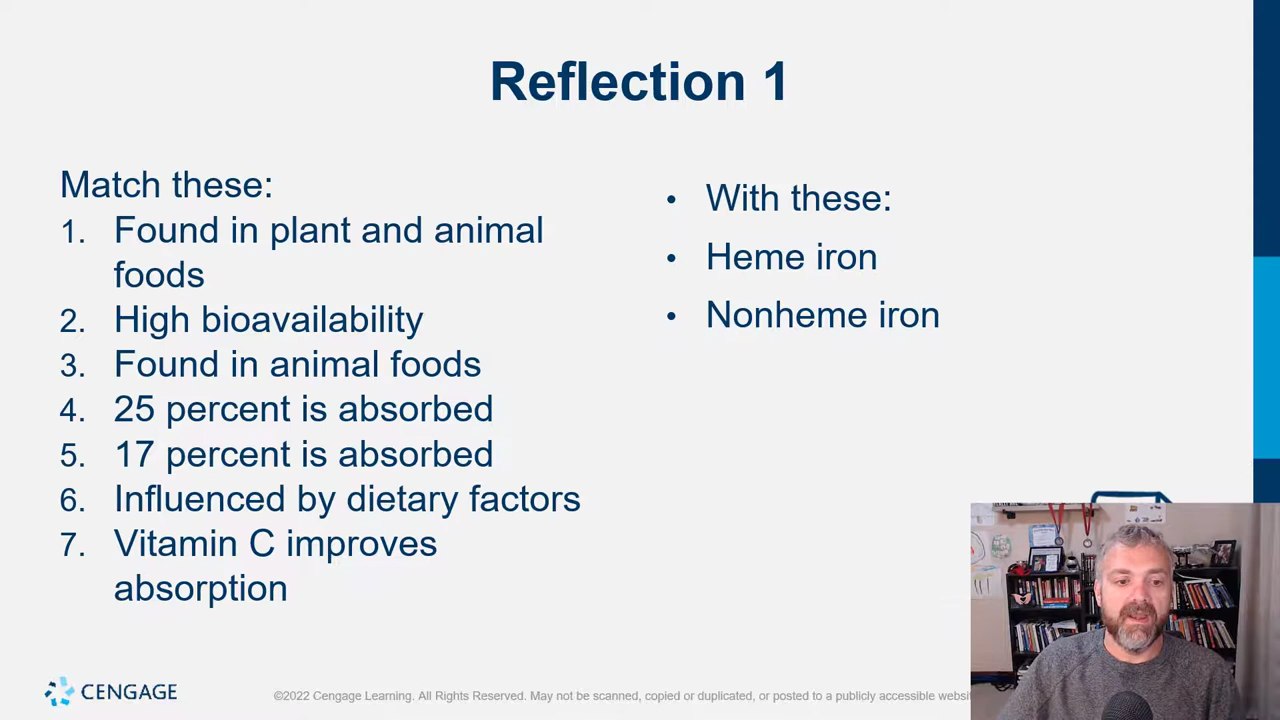 Reflection 1
Match these:
1. Found in plant and animal
foods
2. High bioavailability
3. Found in animal foods
4. 25 percent is absorbed
5. 17 percent is absorbed
6. Influenced by dietary factors
7. Vitamin C improves
absorption
• With these:
• Heme iron
• Nonheme iron
CENGAGE
©2022 Cengage Learning. All Rights Reserved. May not be scanned, copied or duplicated, or posted to a publicly accessible